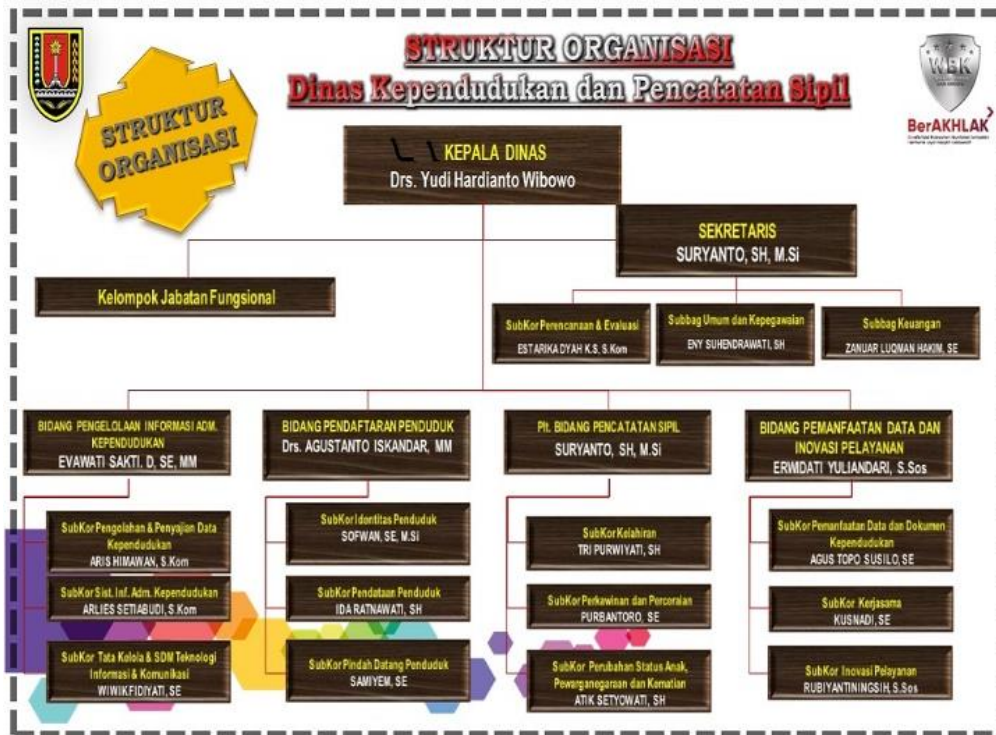 STRUKTUR ORGANISASI
Dinas Kependudukan dan Pencatatan Sipil
STRUKTUR
ORGANISASI
WBK
BerAKHLAK
KEPALA DINAS
Drs. Yudi Hardianto Wibowo
SEKRETARIS
SURYANTO, SH, M.Si
Kelompok Jabatan Fungsional
SubKor Perencanaan & Evaluasi
ESTARIKA DYAH K.S, S.Kom
Subbag Umum dan Kepegawaian
ENY SUHENDRAWATI, SH
Subbag Keuangan
ZANUAR LUQMAN HAKIM, SE
BIDANG PENGELOLAAN INFORMASI ADM.
KEPENDUDUKAN
EVAWATI SAKTI. D, SE, MM
SubKor Pengolahan & Penyajian Data
Kependudukan
ARIS HIMAWAN, S.Kom
SubKor Sist. Inf. Adm. Kependudukan
ARLIES SETIABUDI, S.Kom
SubKor Tata Kelola & SDM Teknologi
Informasi & Komunikasi
WIWIK FIDIYATI, SE
BIDANG PENDAFTARAN PENDUDUK
Drs. AGUSTANTO ISKANDAR, MM
SubKor Identitas Penduduk
SOFWAN, SE, M.Si
SubKor Pendataan Penduduk
IDA RATNAWATI, SH
SubKor Pindah Datang Penduduk
SAMIYEM, SE
Plt. BIDANG PENCATATAN SIPIL
SURYANTO, SH, M.Si
SubKor Kelahiran
TRI PURWIYATI, SH
SubKor Perkawinan dan Perceraian
PURBANTORO, SE
SubKor Perubahan Status Anak,
Pewarganegaraan dan Kematian
ATIK SETYOWATI, SH
BIDANG PEMANFAATAN DATA DAN
INOVASI PELAYANAN
ERWIDATI YULIANDARI, S.Sos
SubKor Pemanfaatan Data dan Dokumen
Kependudukan
AGUS TOPO SUSILO, SE
SubKor Kerjasama
KUSNADI, SE
SubKor Inovasi Pelayanan
RUBIYANTININGSIH, S.Sos